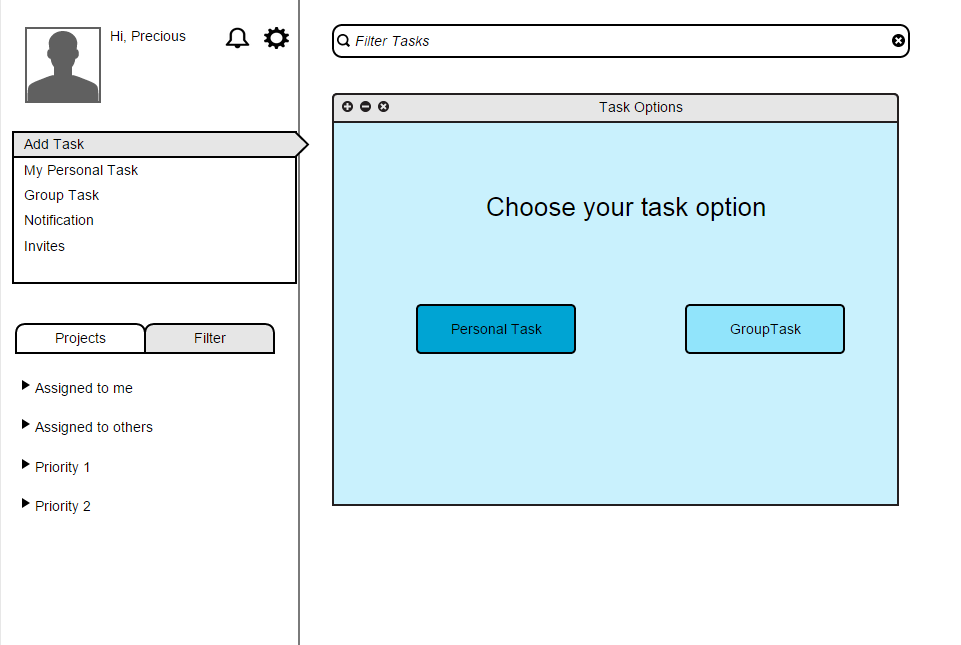 Hi, Precious
Add Task
My Personal Task
Group Task
Notification
Invites
Projects
Filter
Assigned to me
Assigned to others
Priority 1
Priority 2
Filter Tasks
Task Options
Choose your task option
Personal Task
GroupTask